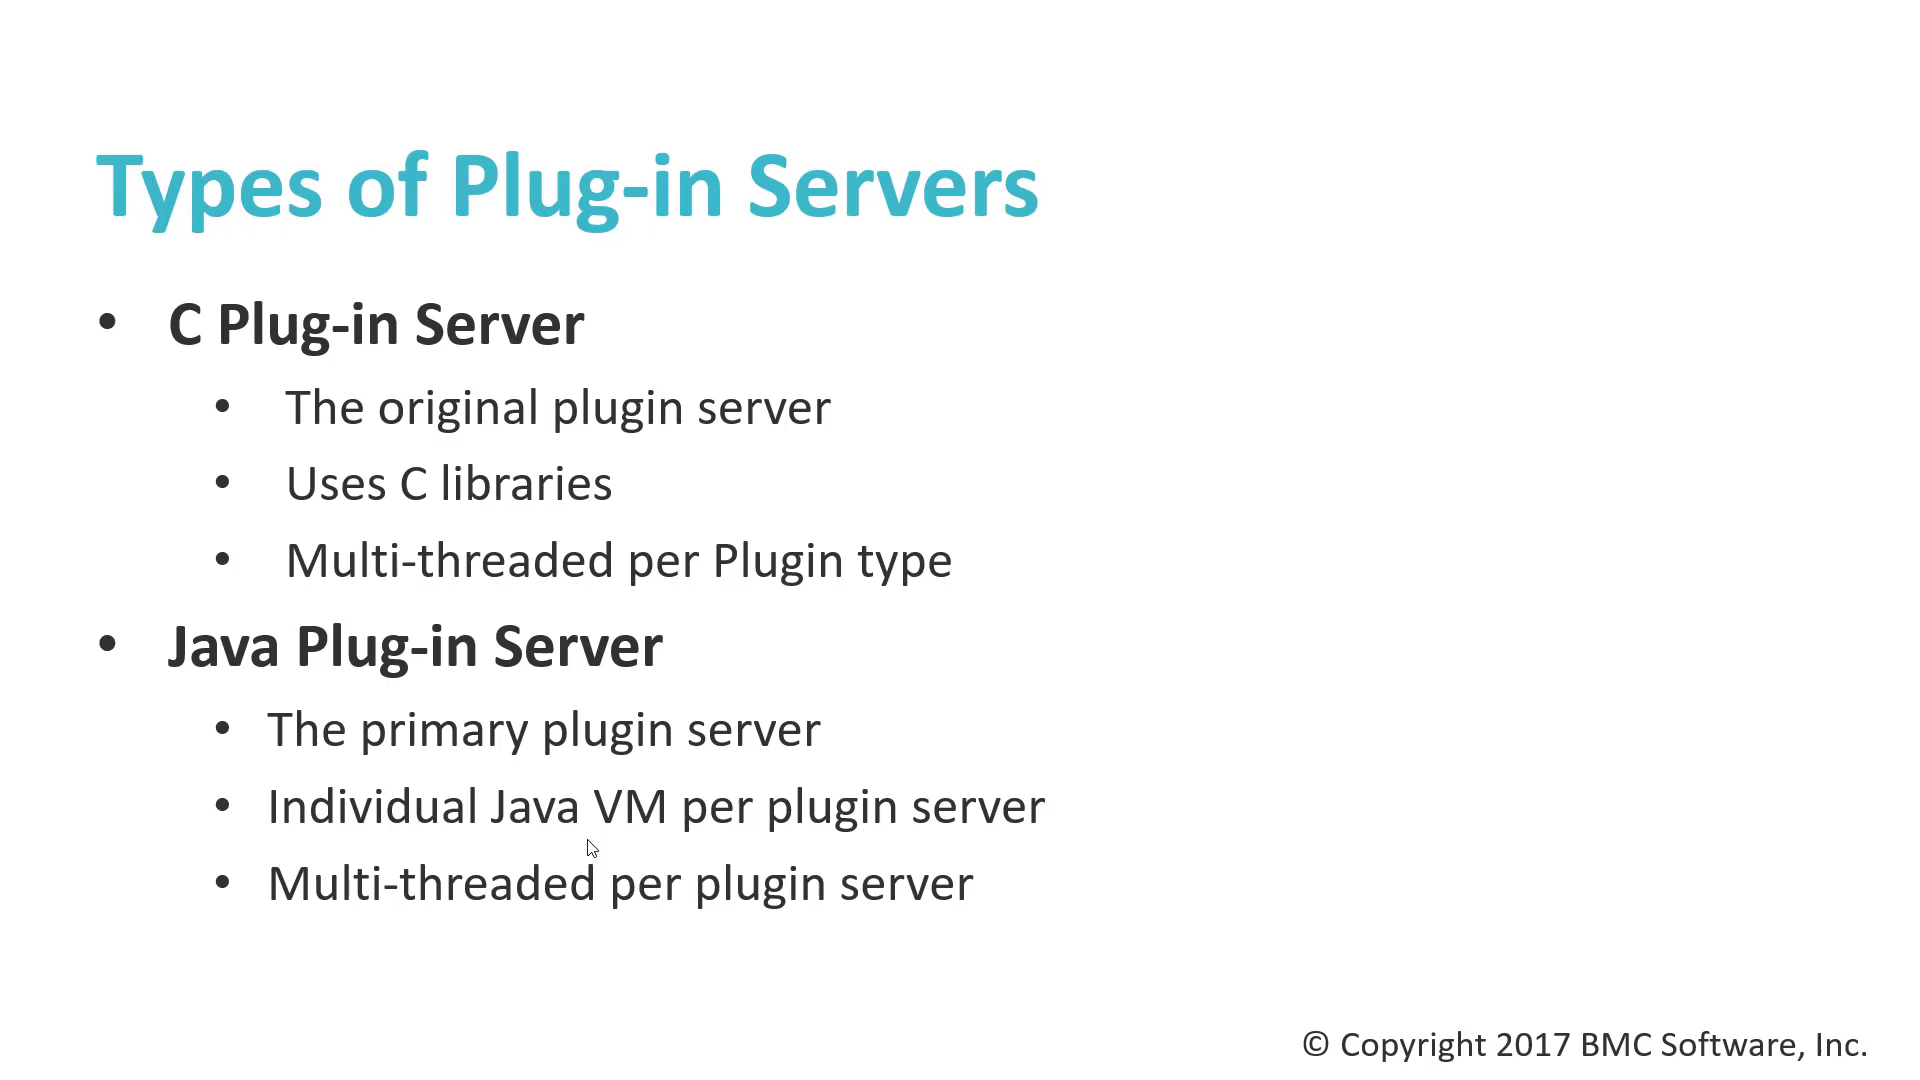 Types of Plug-in Servers
• C Plug-in Server
• The original plugin server
• Uses C libraries
• Multi-threaded per Plugin type
• Java Plug-in Server
• The primary plugin server
• Individual Java VM per plugin server
• Multi-threaded per plugin server
© Copyright 2017 BMC Software, Inc.